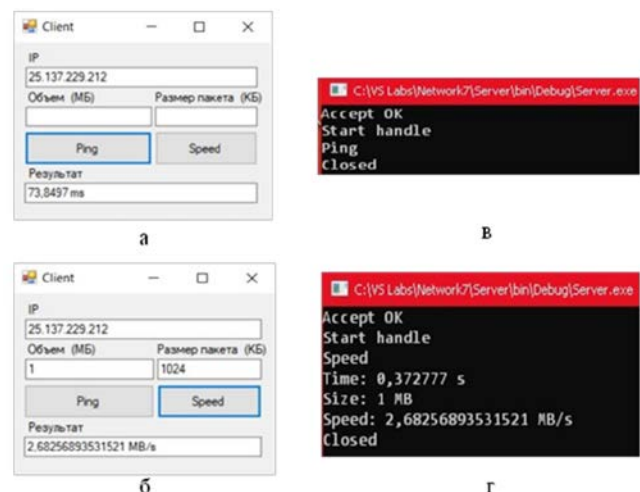 Client
IP
25.137.229.212
Объем (МБ) Размер пакета (КБ)
Ping Speed
Результат
73,8497 ms
а
C:\VS Labs\Network7\Server\bin\Debug\Server.exe
Accept OK
Start handle
Ping
Closed
в
Client
IP
25.137.229.212
Объем (МБ) Размер пакета (КБ)
1 1024
Ping Speed
Результат
2,68256893531521 MB/s
б
C:\VS Labs\Network7\Server\bin\Debug\Server.exe
Accept OK
Start handle
Speed
Time: 0,372777 s
Size: 1 MB
Speed: 2,68256893531521 MB/s
Closed
г